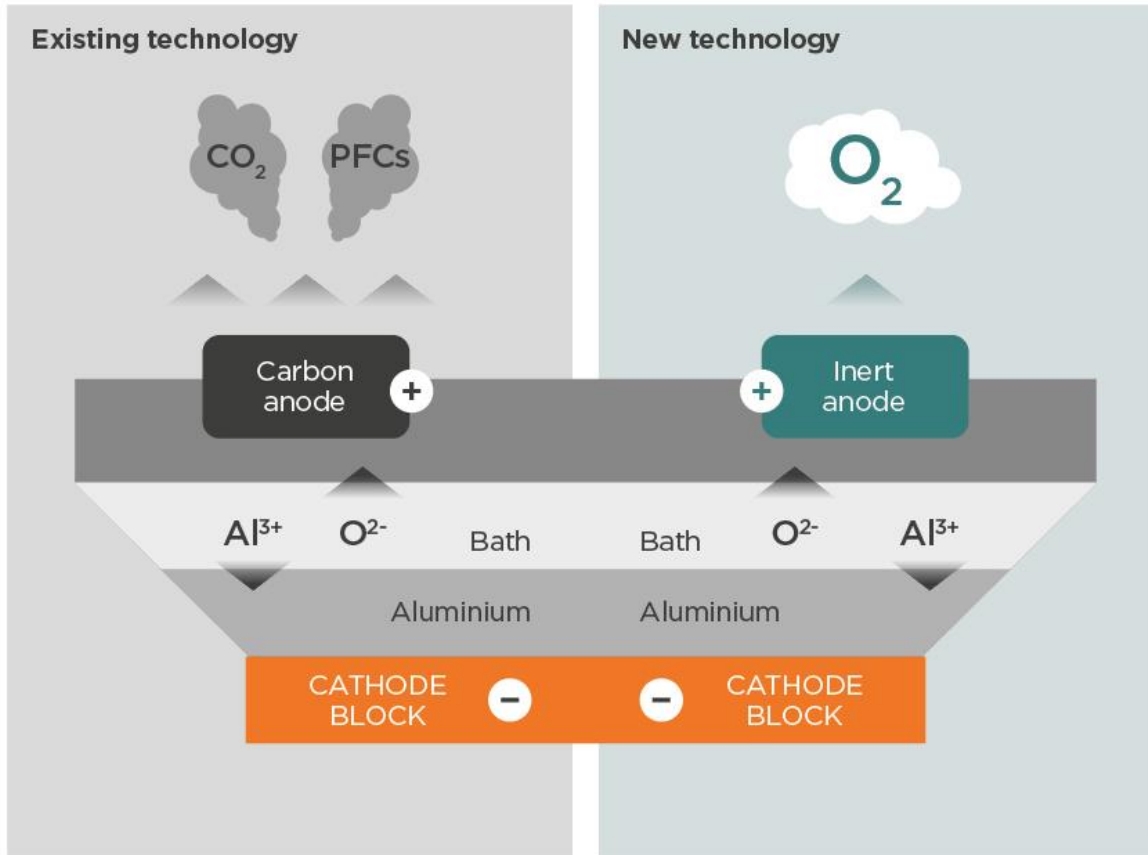 Existing technology
New technology
CO₂
PFCs
O₂
Carbon
anode
+
+
Inert
anode
Al³⁺
O²⁻
Bath
Bath
O²⁻
Al³⁺
Aluminium
Aluminium
CATHODE
BLOCK
−
−
CATHODE
BLOCK